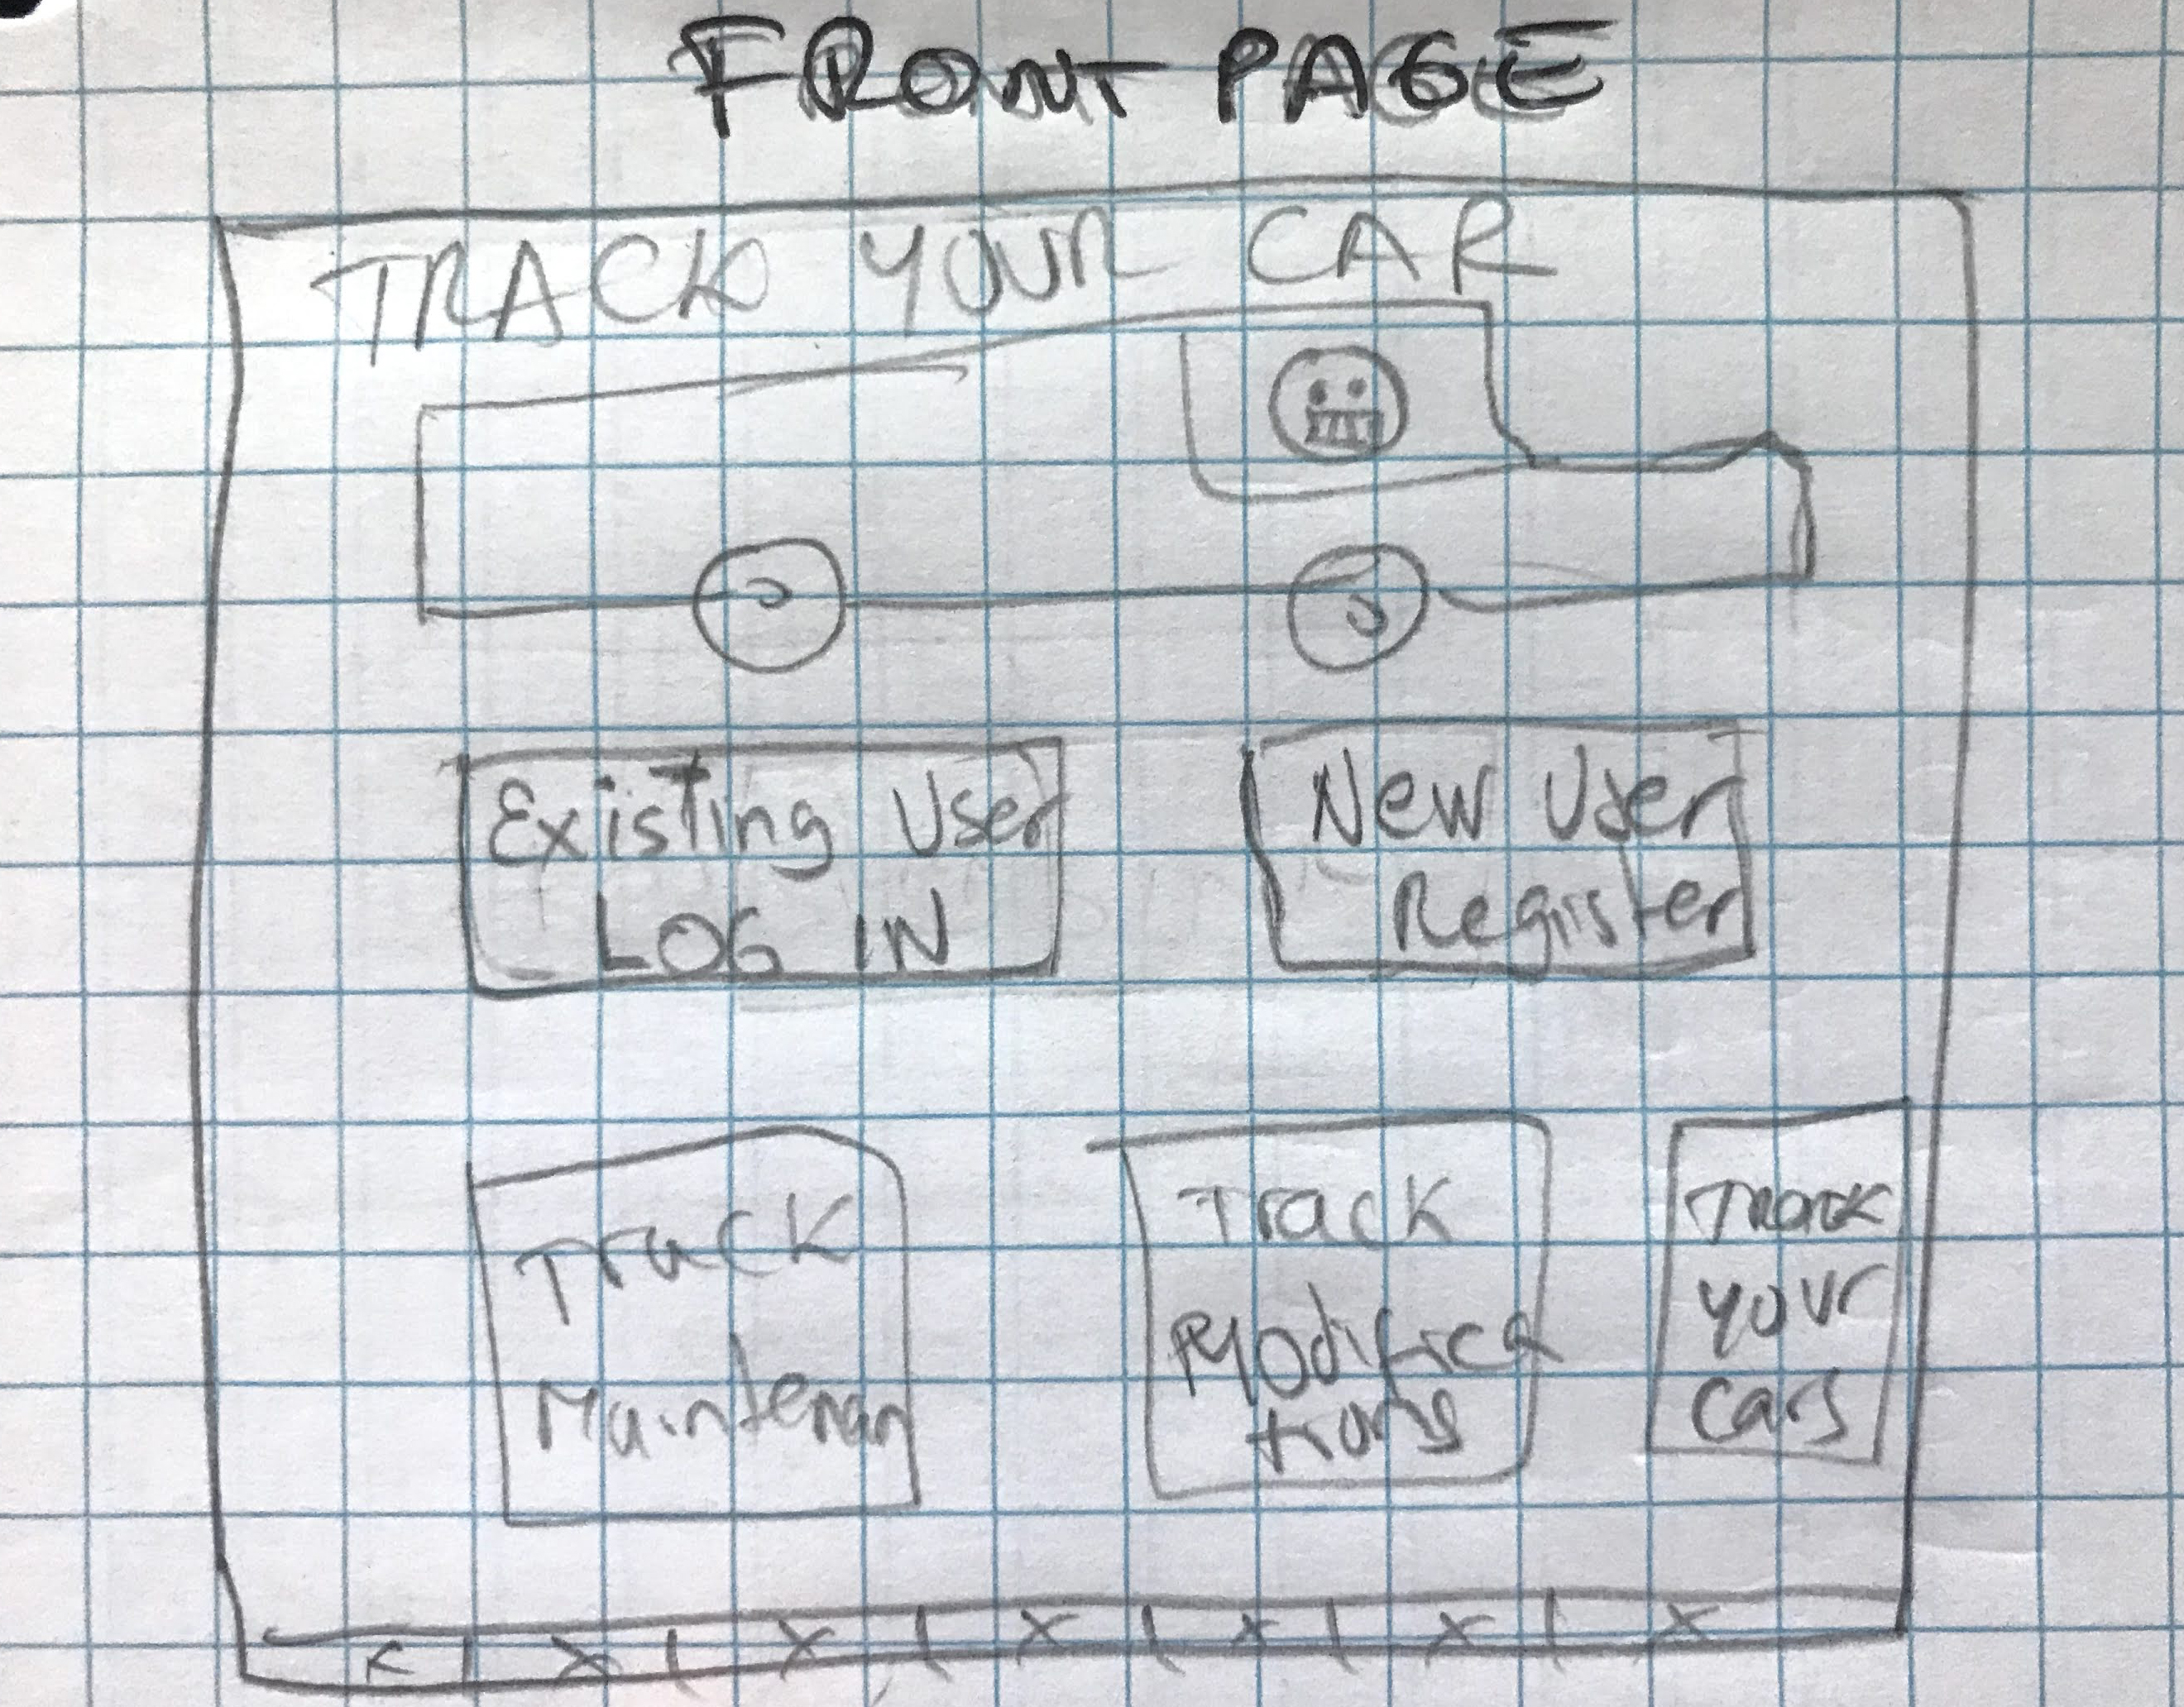 FRONT PAGE
TRACK YOUR CAR
Existing User
LOG IN
New User
Register
Track
Maintenan
Track
Modifica
tions
Track
your
cars
x | x | x | x | x | x | x